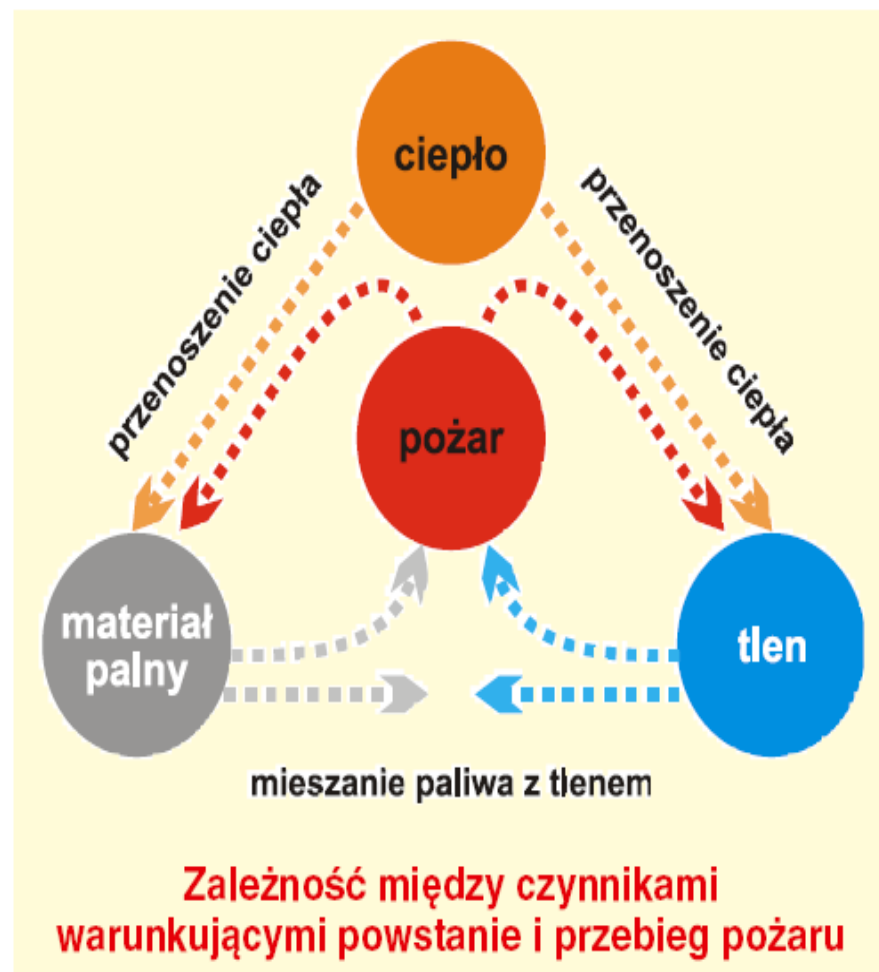 ciepło
przenoszenie ciepła
przenoszenie ciepła
pożar
materiał
palny
tlen
mieszanie paliwa z tlenem
Zależność między czynnikami
warunkującymi powstanie i przebieg pożaru